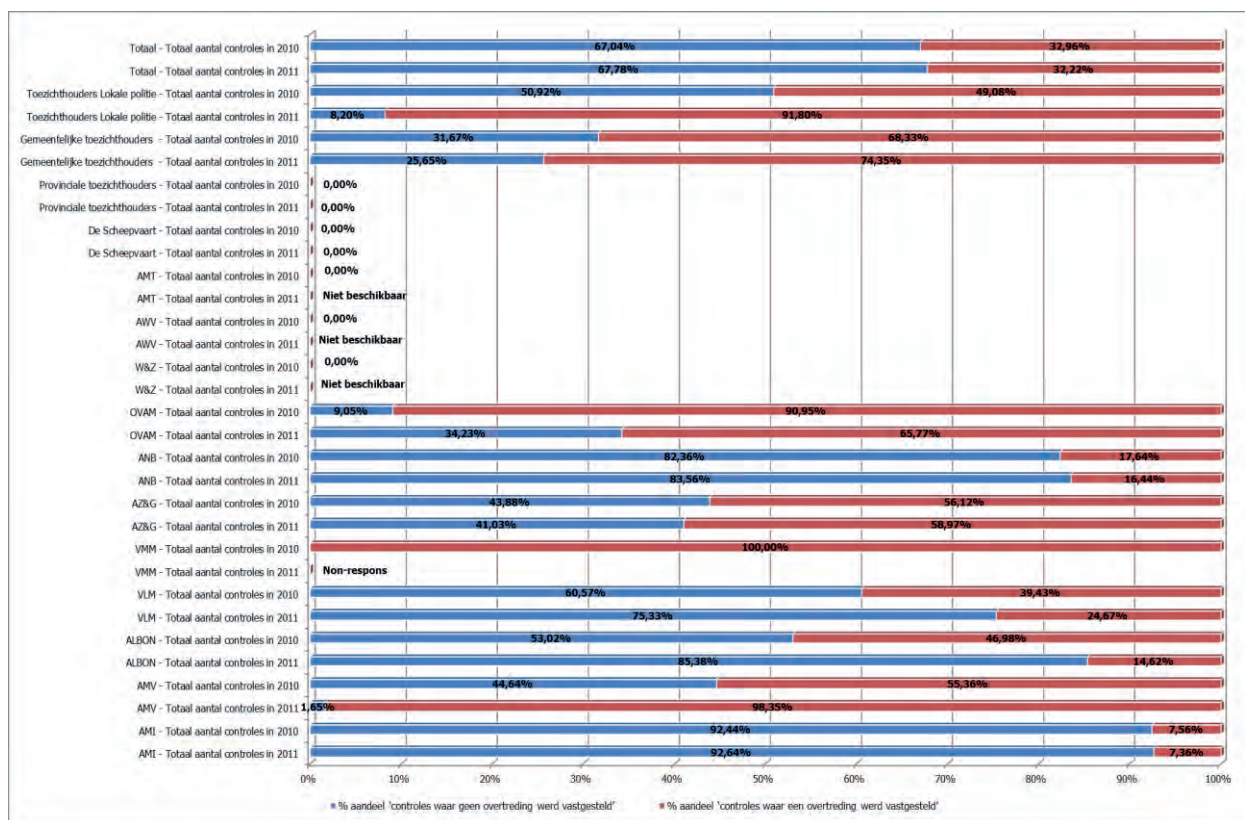 Totaal - Totaal aantal controles in 2010 67,04% 32,96%
Totaal - Totaal aantal controles in 2011 67,78% 32,22%
Toezichthouders Lokale politie - Totaal aantal controles in 2010 50,92% 49,08%
Toezichthouders Lokale politie - Totaal aantal controles in 2011 8,20% 91,80%
Gemeentelijke toezichthouders - Totaal aantal controles in 2010 31,67% 68,33%
Gemeentelijke toezichthouders - Totaal aantal controles in 2011 25,65% 74,35%
Provinciale toezichthouders - Totaal aantal controles in 2010 0,00%
Provinciale toezichthouders - Totaal aantal controles in 2011 0,00%
De Scheepvaart - Totaal aantal controles in 2010 0,00%
De Scheepvaart - Totaal aantal controles in 2011 0,00%
AMT - Totaal aantal controles in 2010 0,00%
AMT - Totaal aantal controles in 2011 Niet beschikbaar
AWV - Totaal aantal controles in 2010 0,00%
AWV - Totaal aantal controles in 2011 Niet beschikbaar
W&Z - Totaal aantal controles in 2010 0,00%
W&Z - Totaal aantal controles in 2011 Niet beschikbaar
OVAM - Totaal aantal controles in 2010 9,05% 90,95%
OVAM - Totaal aantal controles in 2011 34,23% 65,77%
ANB - Totaal aantal controles in 2010 82,36% 17,64%
ANB - Totaal aantal controles in 2011 83,56% 16,44%
AZ&G - Totaal aantal controles in 2010 43,88% 56,12%
AZ&G - Totaal aantal controles in 2011 41,03% 58,97%
VMM - Totaal aantal controles in 2010 100,00%
VMM - Totaal aantal controles in 2011 Non-respons
VLM - Totaal aantal controles in 2010 60,57% 39,43%
VLM - Totaal aantal controles in 2011 75,33% 24,67%
ALBON - Totaal aantal controles in 2010 53,02% 46,98%
ALBON - Totaal aantal controles in 2011 85,38% 14,62%
AMV - Totaal aantal controles in 2010 44,64% 55,36%
AMV - Totaal aantal controles in 2011 1,65% 98,35%
AMI - Totaal aantal controles in 2010 92,44% 7,56%
AMI - Totaal aantal controles in 2011 92,64% 7,36%
0% 10% 20% 30% 40% 50% 60% 70% 80% 90% 100%
% aandeel 'controles waar geen overtreding werd vastgesteld' % aandeel 'controles waar een overtreding werd vastgesteld'